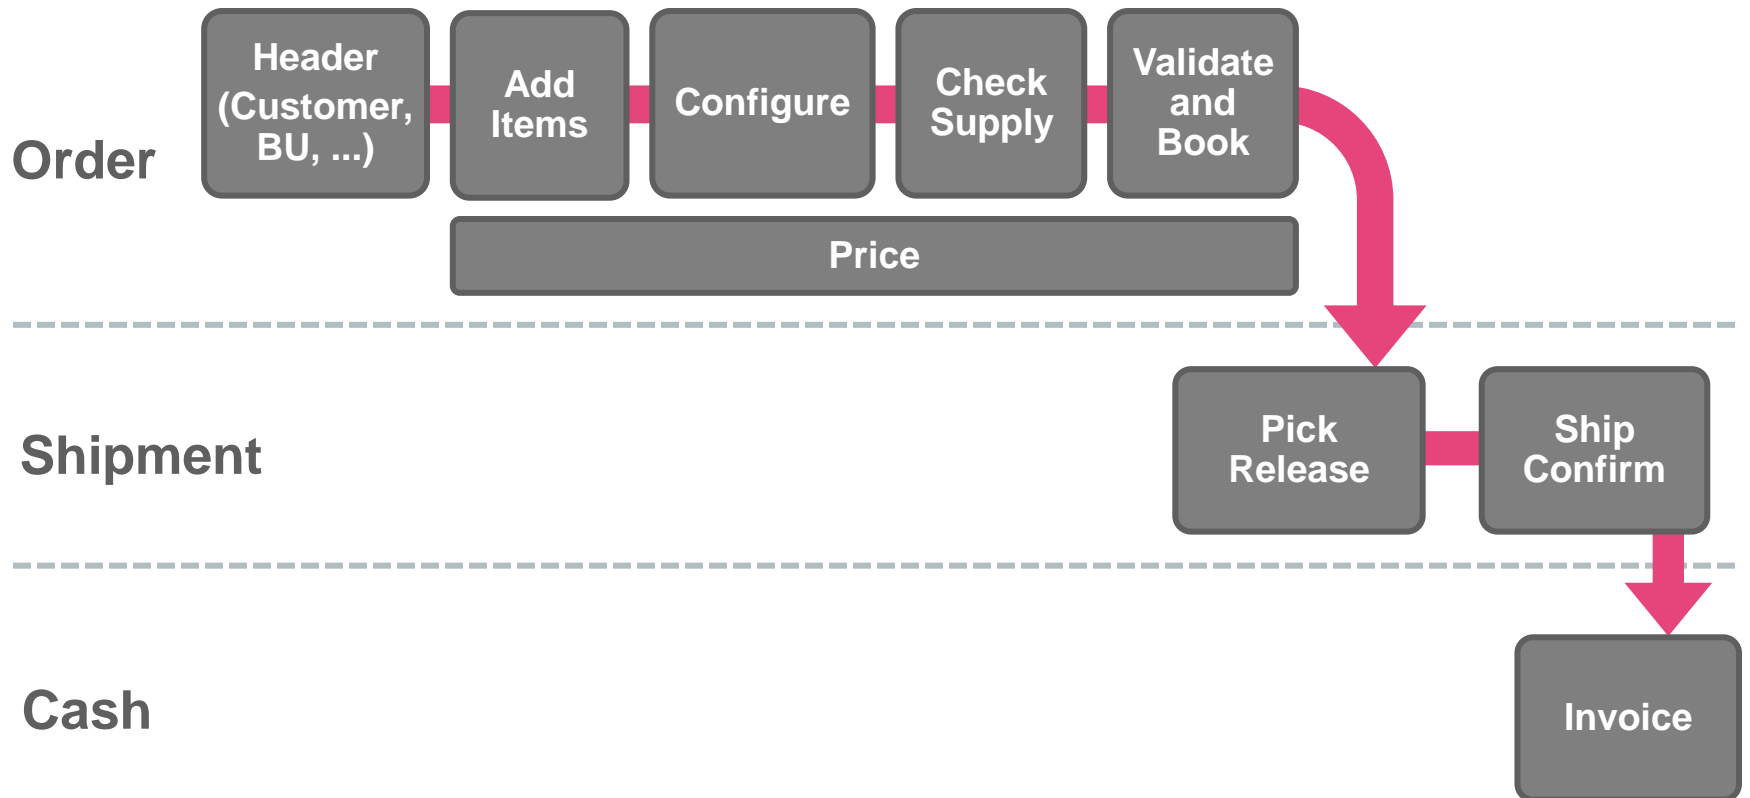 Order
Header
(Customer,
BU, ...)
Add
Items
Configure
Check
Supply
Validate
and
Book
Price
Shipment
Pick
Release
Ship
Confirm
Cash
Invoice